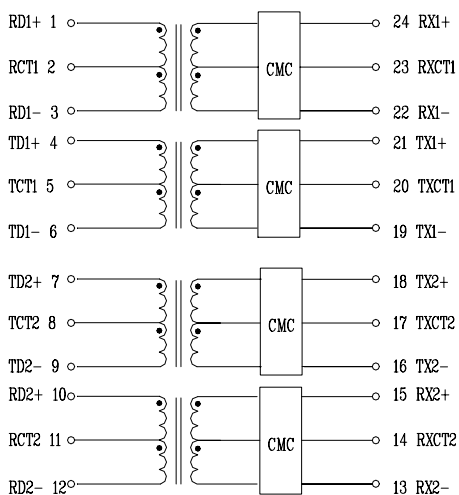 RD1+ 1 24 RX1+
RCT1 2 CMC 23 RXCT1
RD1- 3 22 RX1-
TD1+ 4 21 TX1+
TCT1 5 CMC 20 TXCT1
TD1- 6 19 TX1-
TD2+ 7 18 TX2+
TCT2 8 CMC 17 TXCT2
TD2- 9 16 TX2-
RD2+ 10 15 RX2+
RCT2 11 CMC 14 RXCT2
RD2- 12 13 RX2-